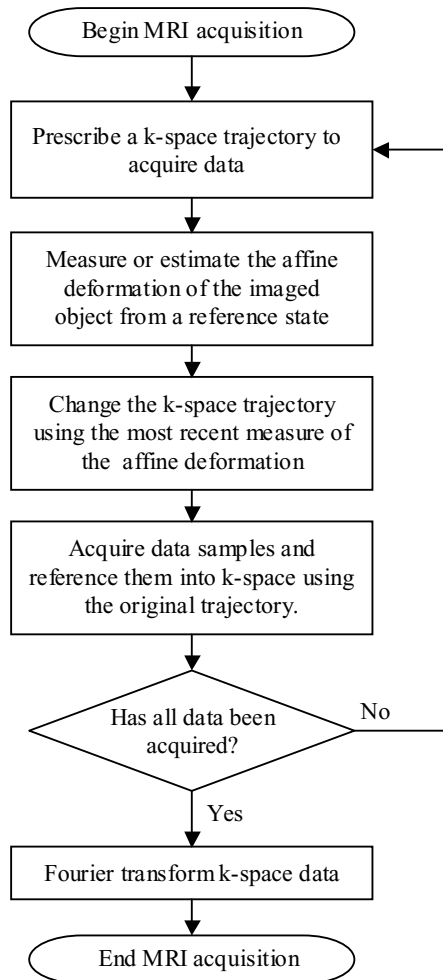 Begin MRI acquisition
Prescribe a k-space trajectory to
acquire data
Measure or estimate the affine
deformation of the imaged
object from a reference state
Change the k-space trajectory
using the most recent measure of
the affine deformation
Acquire data samples and
reference them into k-space using
the original trajectory.
Has all data been
acquired?
No
Yes
Fourier transform k-space data
End MRI acquisition